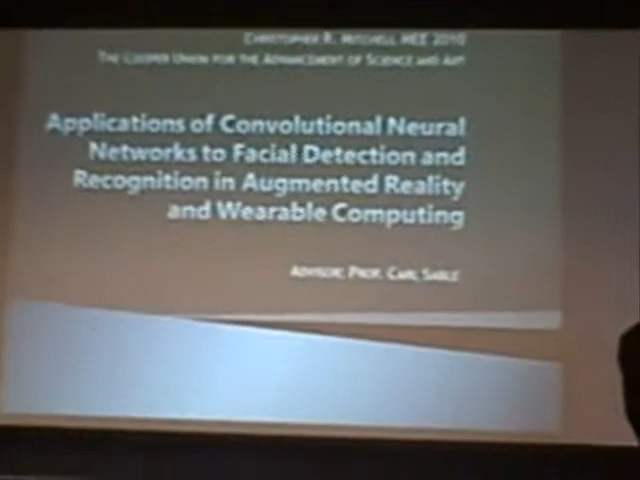 CHRISTOPHER R. MITCHELL MEE 2010
THE COOPER UNION FOR THE ADVANCEMENT OF SCIENCE AND ART
Applications of Convolutional Neural
Networks to Facial Detection and
Recognition in Augmented Reality
and Wearable Computing
ADVISOR: PROF. CARL SABLE